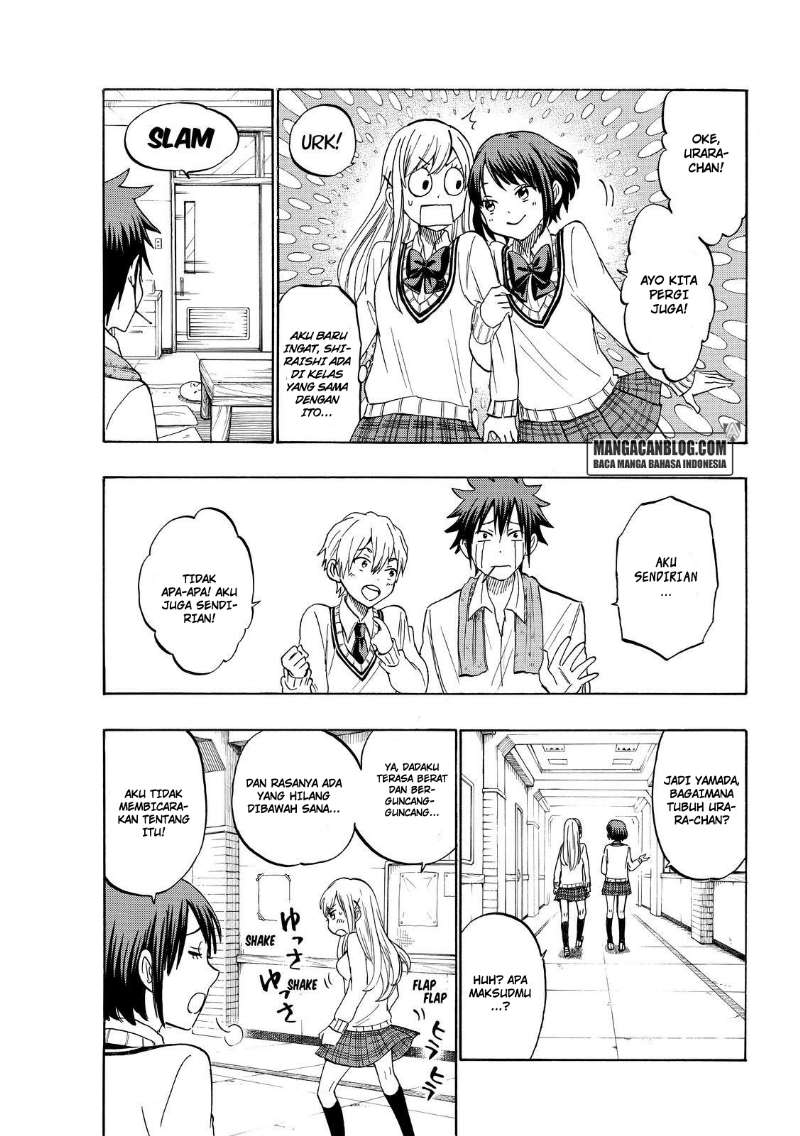 OKE,
URARA-
CHAN!
AYO KITA
PERGI
JUGA!
URK!
AKU BARU
INGAT, SHI-
RAISHI ADA
DI KELAS
YANG SAMA
DENGAN
ITO...
SLAM
MANGACANBLOG.COM
BACA MANGA BAHASA INDONESIA
AKU
SENDIRIAN
...
TIDAK
APA-APA! AKU
JUGA SENDI-
RIAN!
JADI YAMADA,
BAGAIMANA
TUBUH URA-
RA-CHAN?
HUH? APA
MAKSUDMU
...?
YA, DADAKU
TERASA BERAT
DAN BER-
GUNCANG-
GUNCANG...
DAN RASANYA ADA
YANG HILANG
DIBAWAH SANA...
ゆっさ
SHAKE
ゆっさ
SHAKE
FLAP
FLAP
ピラピラ
AKU TIDAK
MEMBICARA-
KAN TENTANG
ITU!